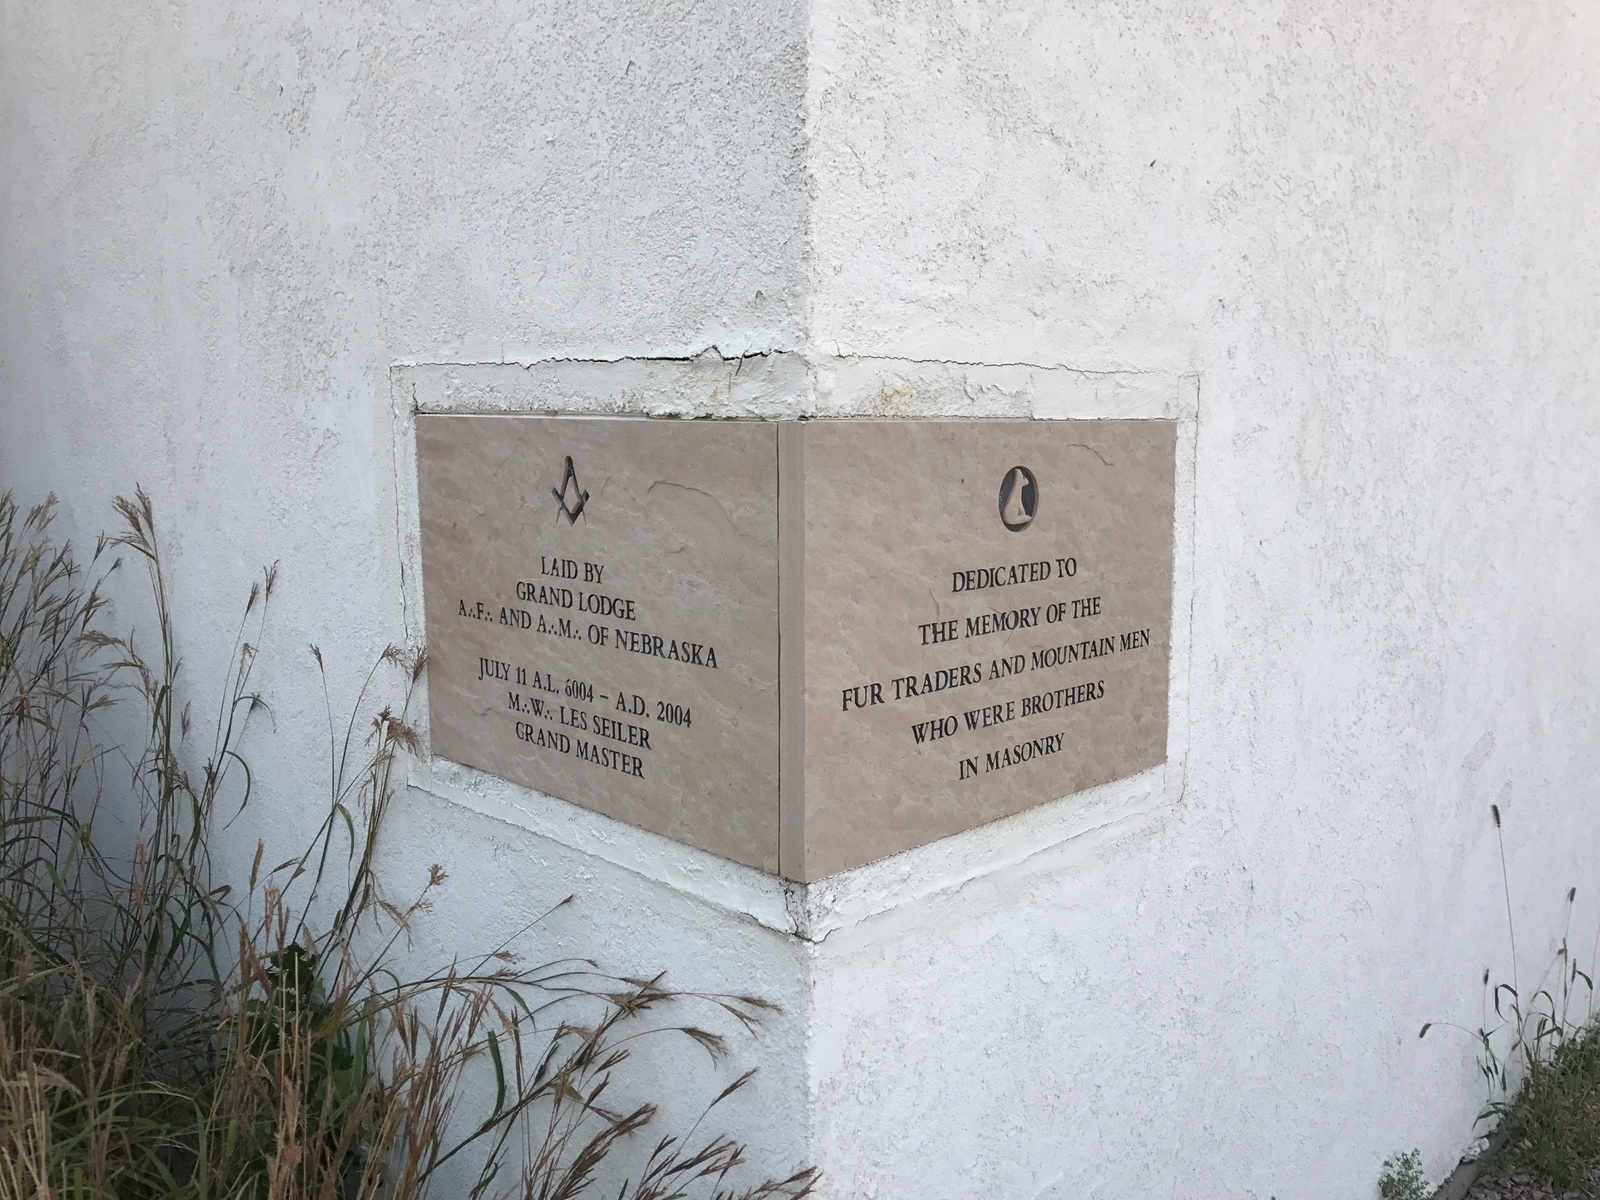 LAID BY
GRAND LODGE
A∴F∴ AND A∴M∴ OF NEBRASKA
JULY 11 A.L. 6004 – A.D. 2004
M∴W∴ LES SEILER
GRAND MASTER
DEDICATED TO
THE MEMORY OF THE
FUR TRADERS AND MOUNTAIN MEN
WHO WERE BROTHERS
IN MASONRY